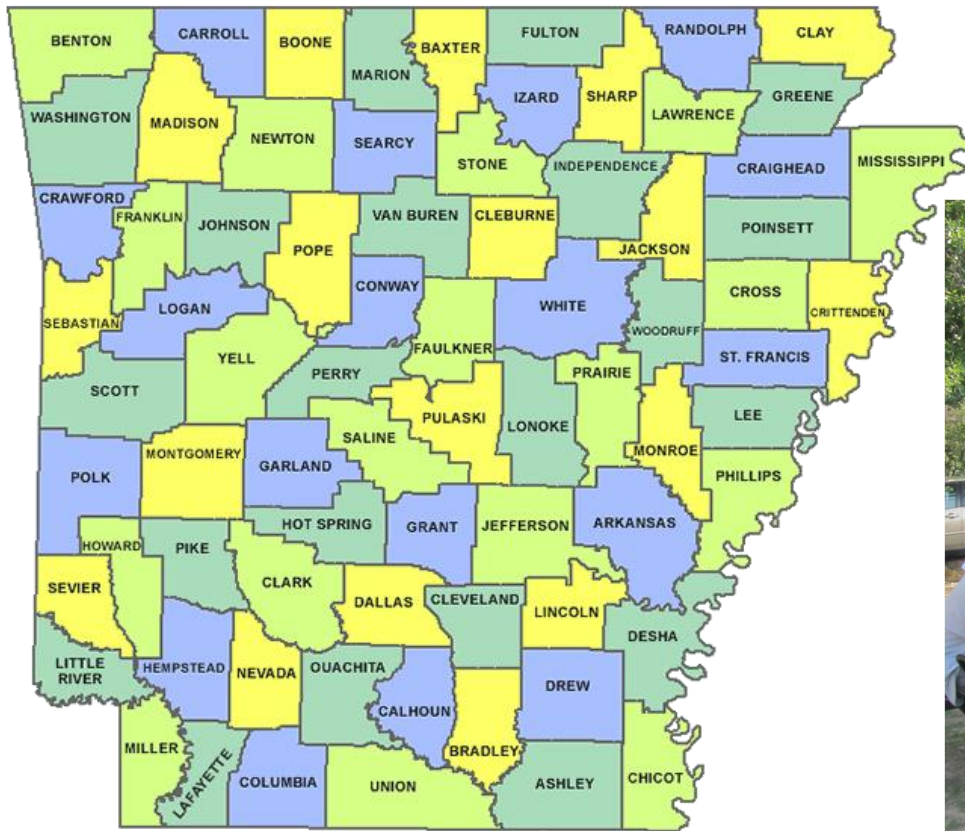 BENTON
CARROLL
BOONE
MARION
BAXTER
FULTON
RANDOLPH
CLAY
WASHINGTON
MADISON
NEWTON
SEARCY
IZARD
SHARP
LAWRENCE
GREENE
STONE
INDEPENDENCE
CRAIGHEAD
MISSISSIPPI
CRAWFORD
FRANKLIN
JOHNSON
POPE
VAN BUREN
CLEBURNE
JACKSON
POINSETT
SEBASTIAN
LOGAN
CONWAY
WHITE
WOODRUFF
CROSS
CRITTENDEN
SCOTT
YELL
PERRY
FAULKNER
PRAIRIE
ST. FRANCIS
POLK
MONTGOMERY
GARLAND
SALINE
PULASKI
LONOKE
MONROE
LEE
PHILLIPS
HOWARD
PIKE
HOT SPRING
GRANT
JEFFERSON
ARKANSAS
SEVIER
CLARK
DALLAS
CLEVELAND
LINCOLN
DESHA
LITTLE
RIVER
HEMPSTEAD
NEVADA
OUACHITA
CALHOUN
BRADLEY
DREW
MILLER
LAFAYETTE
COLUMBIA
UNION
ASHLEY
CHICOT